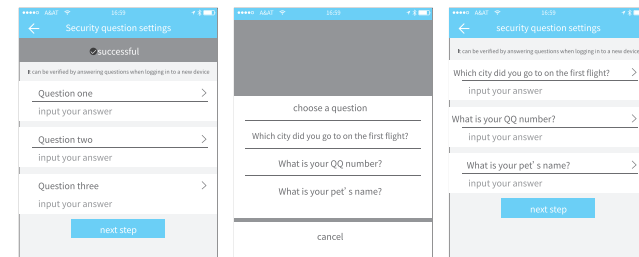 A&AT 16:50
Security question settings
successful
It can be verified by answering questions when logging in to a new device
Question one
input your answer
Question two
input your answer
Question three
input your answer
next step
A&AT 16:50
choose a question
Which city did you go to on the first flight?
What is your QQ number?
What is your pet's name?
cancel
A&AT 16:50
security question settings
It can be verified by answering questions when logging in to a new device
Which city did you go to on the first flight?
input your answer
What is your QQ number?
input your answer
What is your pet's name?
input your answer
next step